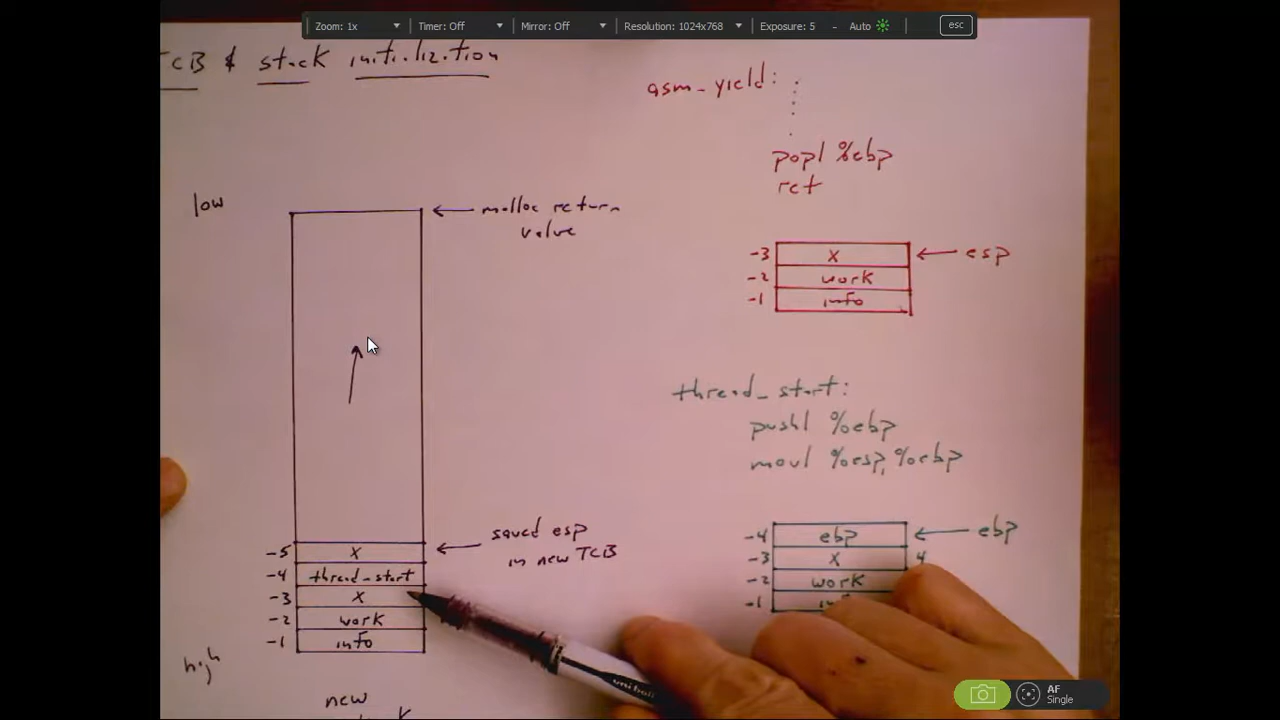 Zoom: 1x Timer: Off Mirror: Off Resolution: 1024x768 Exposure: 5 - Auto esc
TCB & stack initialization
asm_yield:
popl %ebp
ret
low
malloc return
value
-3 X esp
-2 work
-1 info
thread_start:
pushl %ebp
movl %esp, %ebp
saved esp
in new TCB
-5 X
-4 thread_start
-3 X
-2 work
-1 info
high
new
-4 ebp ebp
-3 X 4
-2 work
-1
uniball
AF
Single